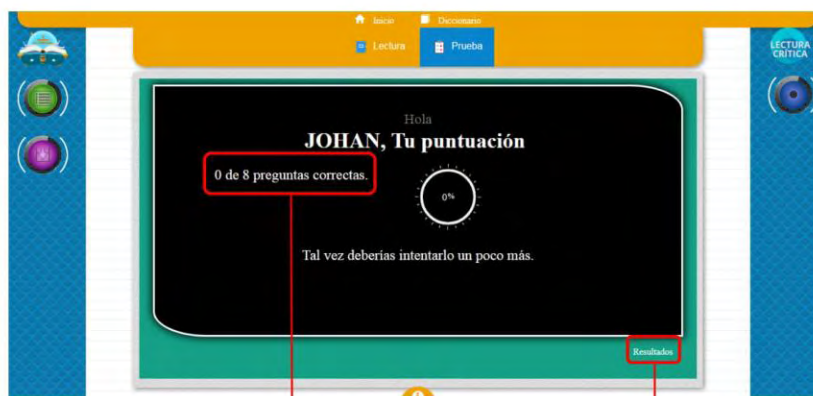 Inicio Diccionario
Lectura Prueba
LECTURA
CRÍTICA
Hola
JOHAN, Tu puntuación
0 de 8 preguntas correctas.
0%
Tal vez deberías intentarlo un poco más.
Resultados